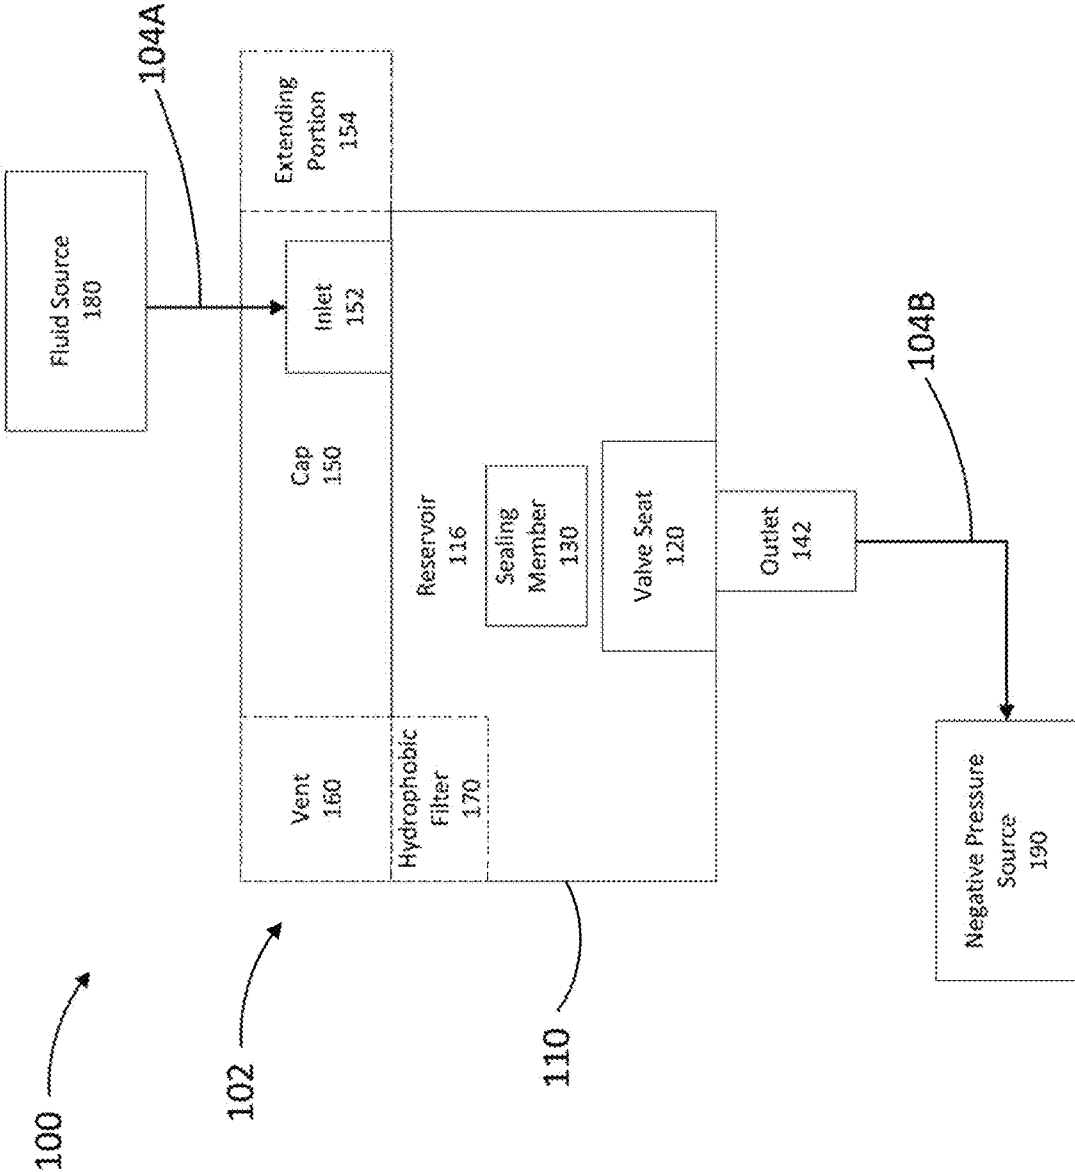 100
102
104A
Fluid Source
180
Vent
160
Cap
150
Inlet
152
Extending
Portion
154
Hydrophobic
Filter
170
Reservoir
116
Sealing
Member
130
Valve Seat
120
110
Outlet
142
104B
Negative Pressure
Source
190